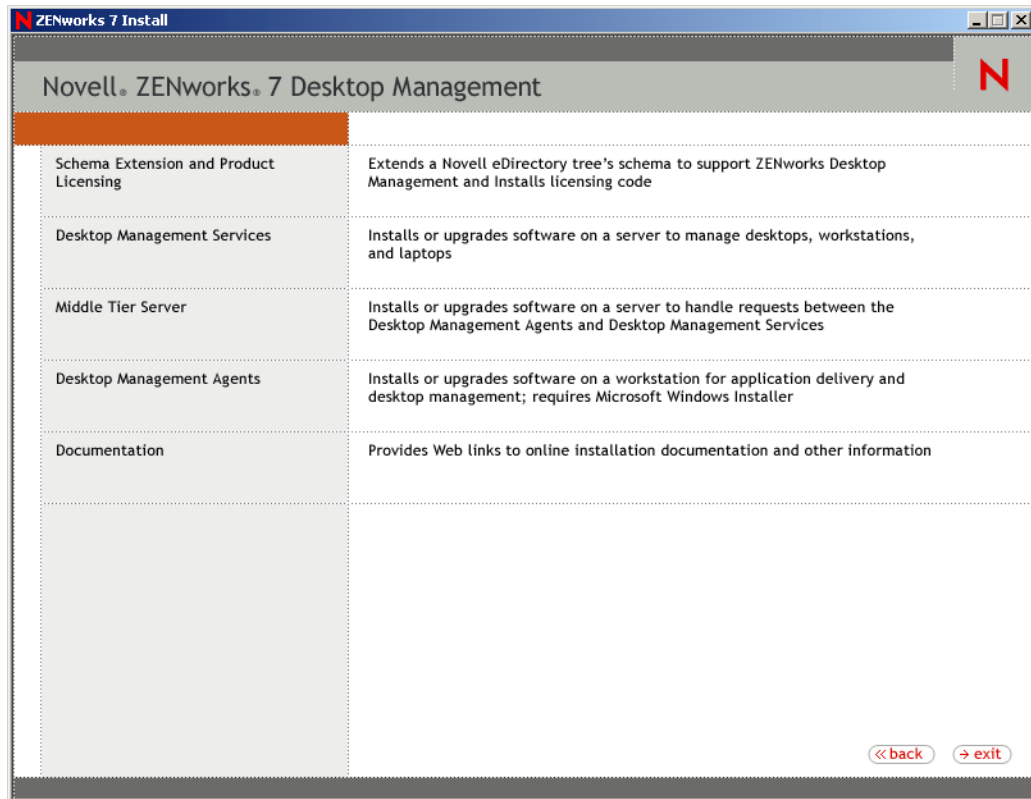 ZENworks 7 Install
N
Novell® ZENworks® 7 Desktop Management
Schema Extension and Product
Licensing
Extends a Novell eDirectory tree's schema to support ZENworks Desktop
Management and Installs licensing code
Desktop Management Services
Installs or upgrades software on a server to manage desktops, workstations,
and laptops
Middle Tier Server
Installs or upgrades software on a server to handle requests between the
Desktop Management Agents and Desktop Management Services
Desktop Management Agents
Installs or upgrades software on a workstation for application delivery and
desktop management; requires Microsoft Windows Installer
Documentation
Provides Web links to online installation documentation and other information
back
exit